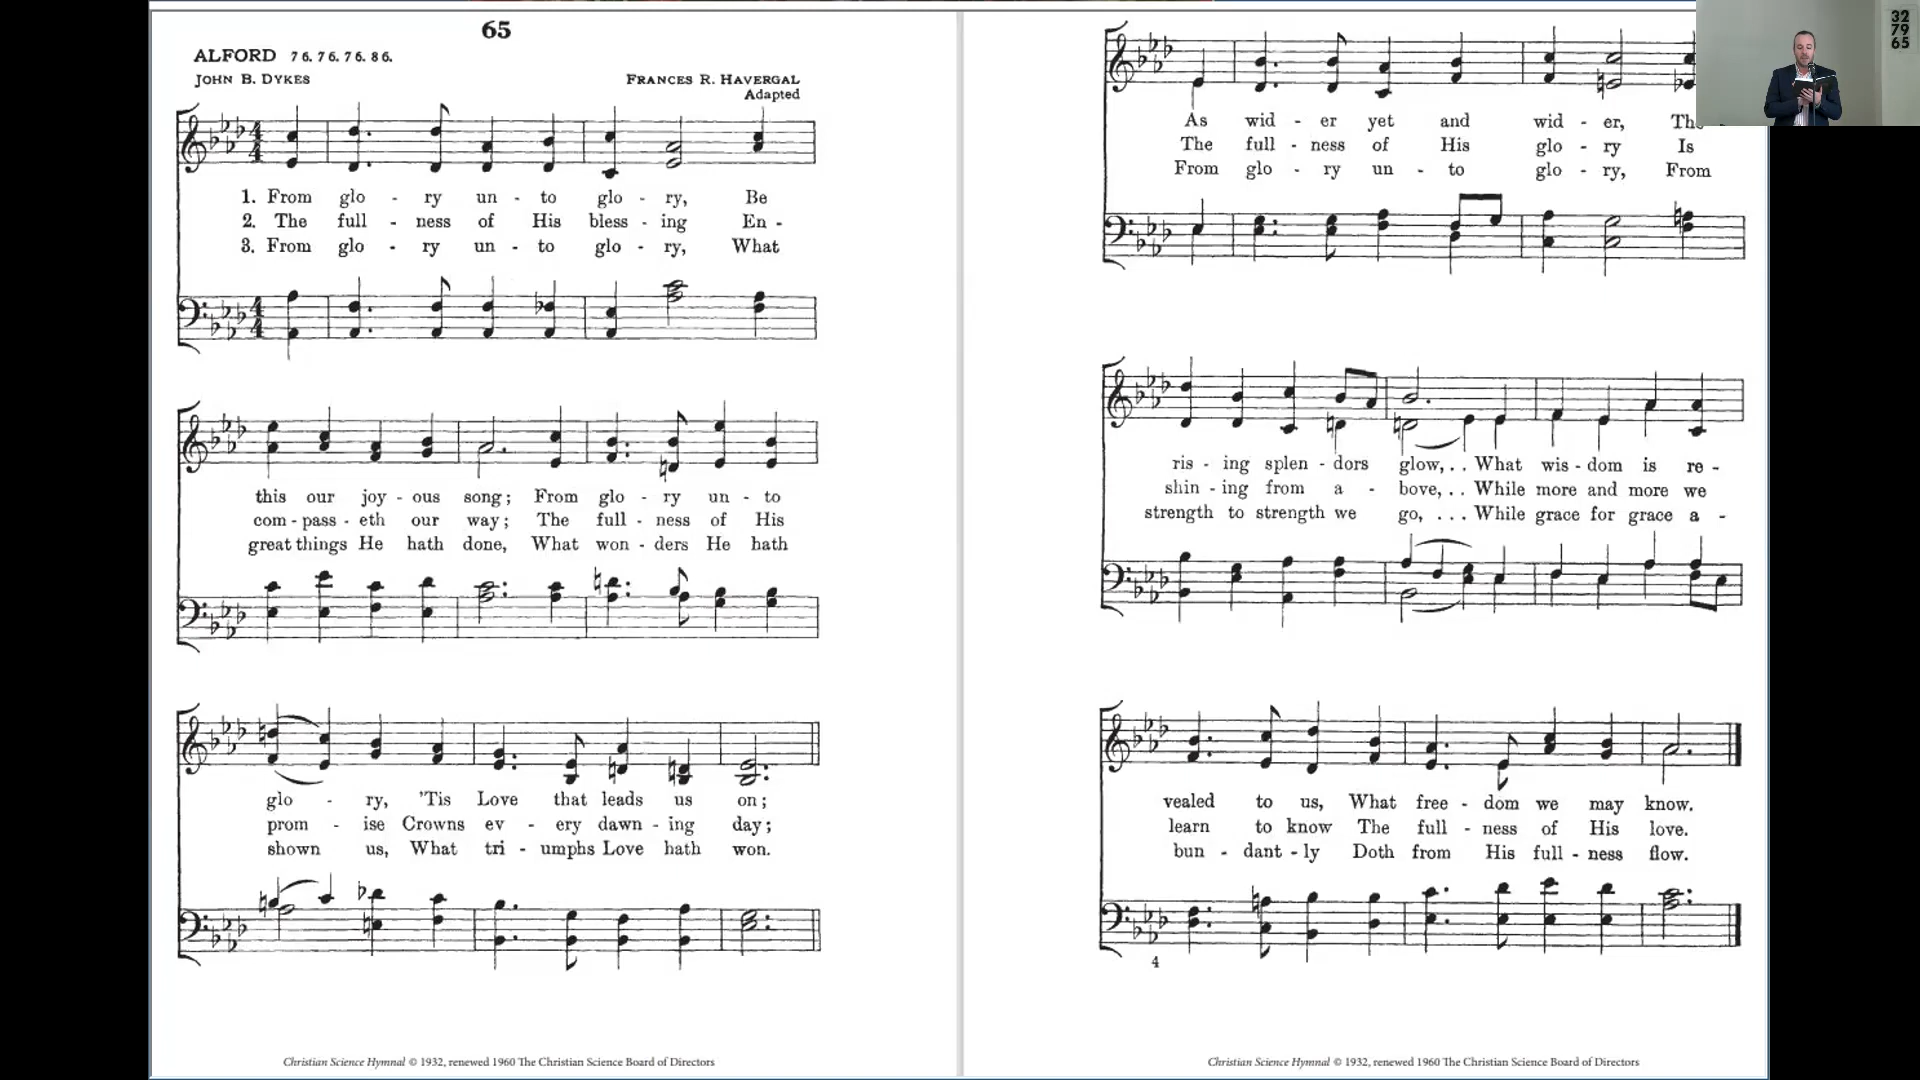 65
ALFORD 7 6. 7 6. 7 6. 8 6.
JOHN B. DYKES
FRANCES R. HAVERGAL
Adapted
1. From glo - ry un - to glo - ry, Be
2. The full - ness of His bless - ing En -
3. From glo - ry un - to glo - ry, What
this our joy - ous song; From glo - ry un - to
com - pass - eth our way; The full - ness of His
great things He hath done, What won - ders He hath
glo - ry, 'Tis Love that leads us on;
prom - ise Crowns ev - ery dawn - ing day;
shown us, What tri - umphs Love hath won.
Christian Science Hymnal © 1932, renewed 1960 The Christian Science Board of Directors
As wid - er yet and wid - er, The
The full - ness of His glo - ry Is
From glo - ry un - to glo - ry, From
ris - ing splen - dors glow, . . What wis - dom is re -
shin - ing from a - bove, . . While more and more we
strength to strength we go, . . . While grace for grace a -
vealed to us, What free - dom we may know.
learn to know The full - ness of His love.
bun - dant - ly Doth from His full - ness flow.
4
Christian Science Hymnal © 1932, renewed 1960 The Christian Science Board of Directors
32
79
65